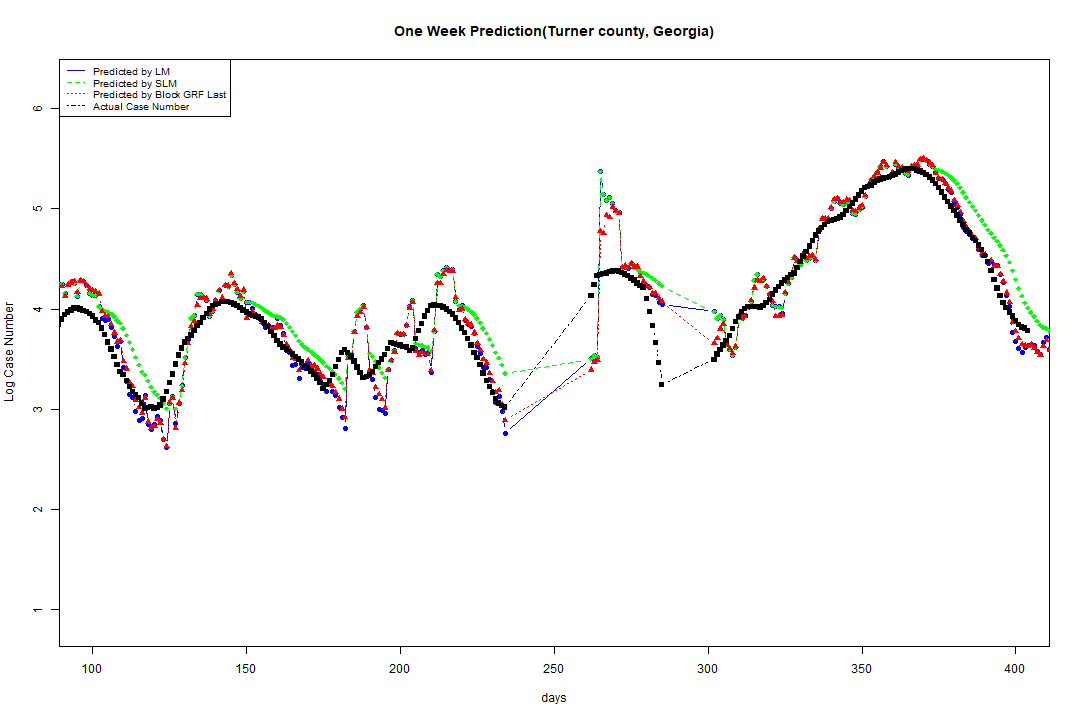 One Week Prediction(Turner county, Georgia)
Predicted by LM
Predicted by SLM
Predicted by Block GRF Last
Actual Case Number
6
5
4
3
2
1
Log Case Number
100 150 200 250 300 350 400
days